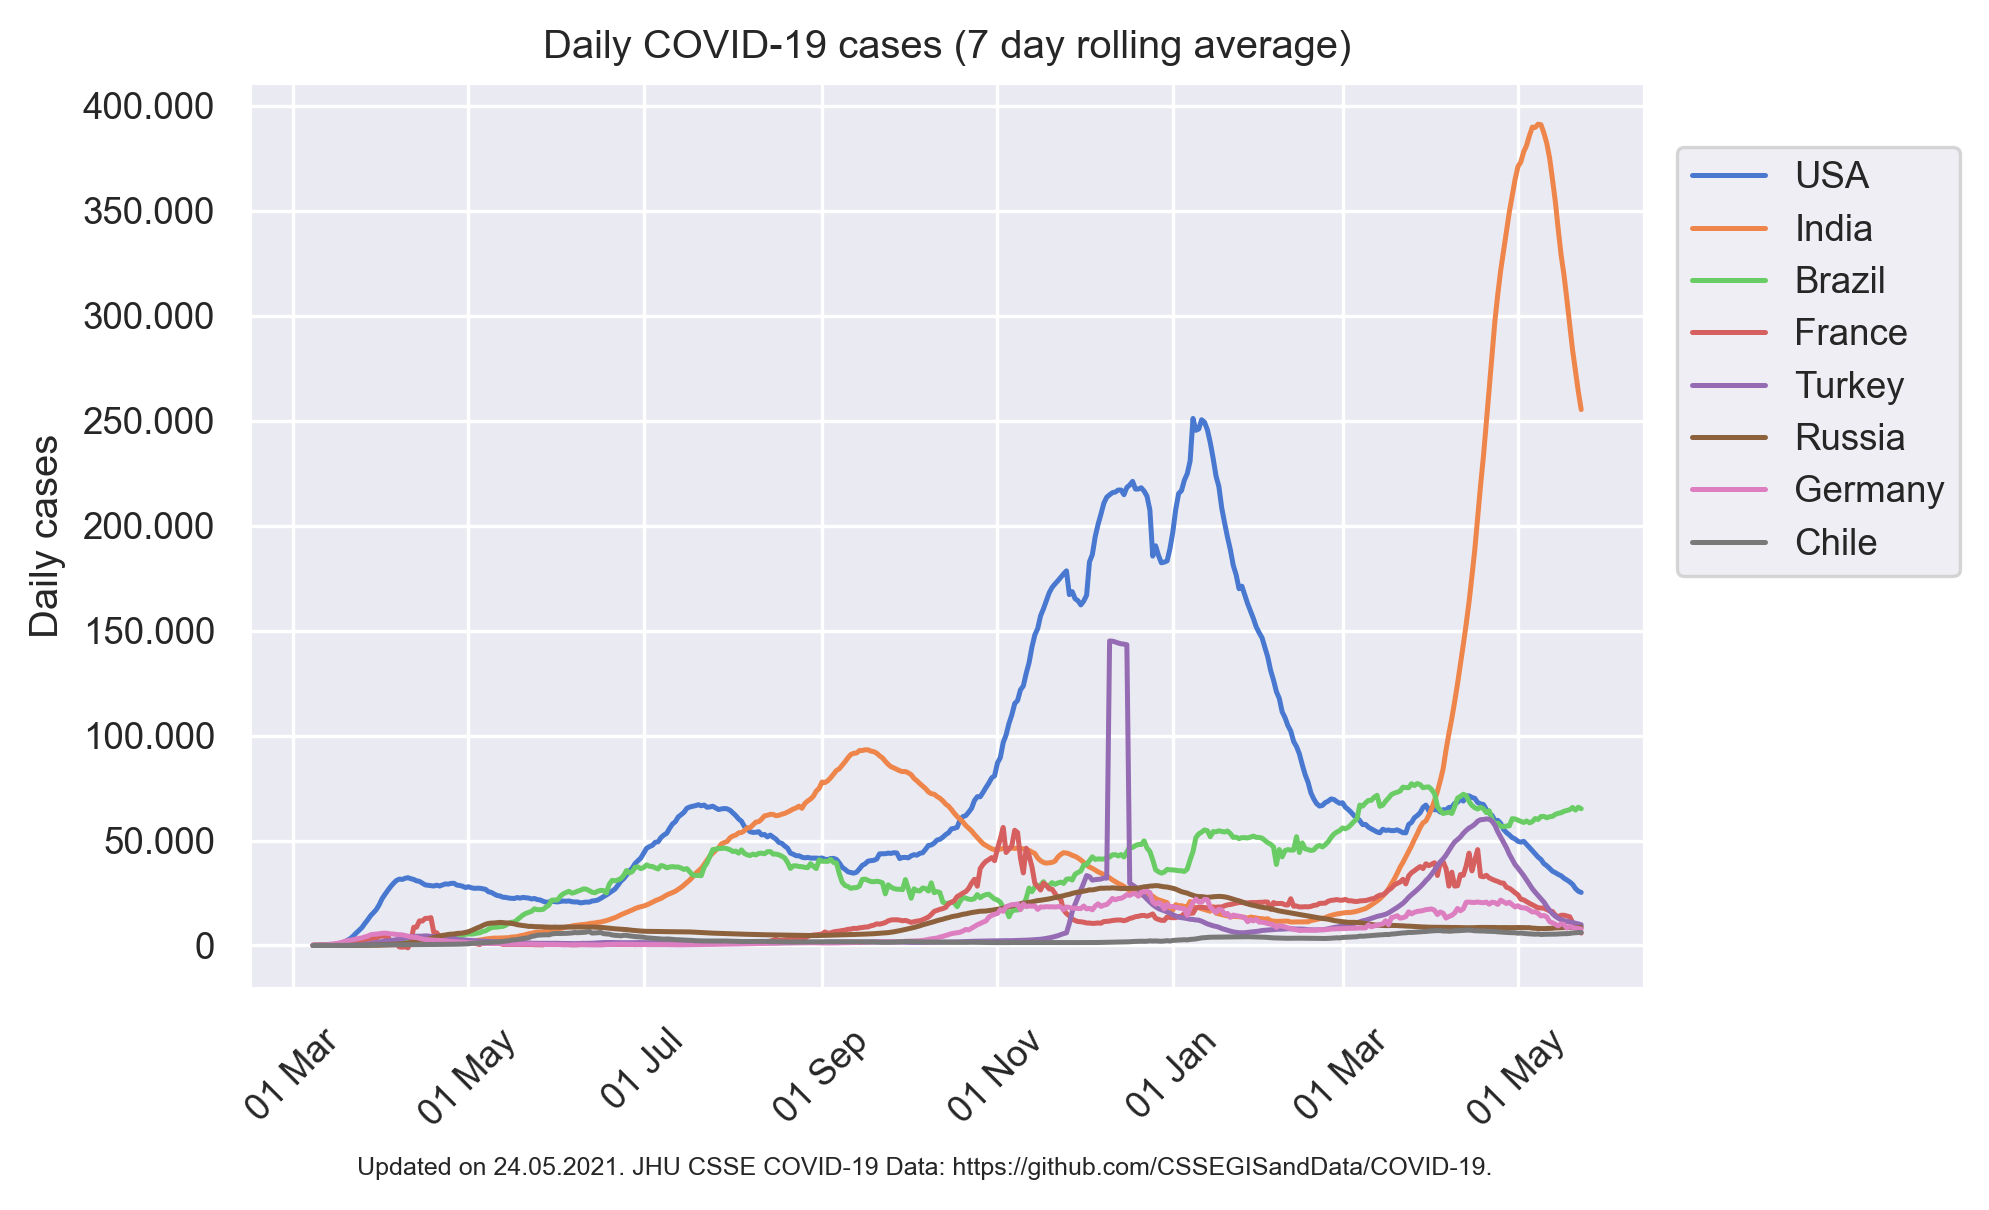 Daily COVID-19 cases (7 day rolling average)
Daily cases
400.000
350.000
300.000
250.000
200.000
150.000
100.000
50.000
0
01 Mar
01 May
01 Jul
01 Sep
01 Nov
01 Jan
01 Mar
01 May
USA
India
Brazil
France
Turkey
Russia
Germany
Chile
Updated on 24.05.2021. JHU CSSE COVID-19 Data: https://github.com/CSSEGISandData/COVID-19.